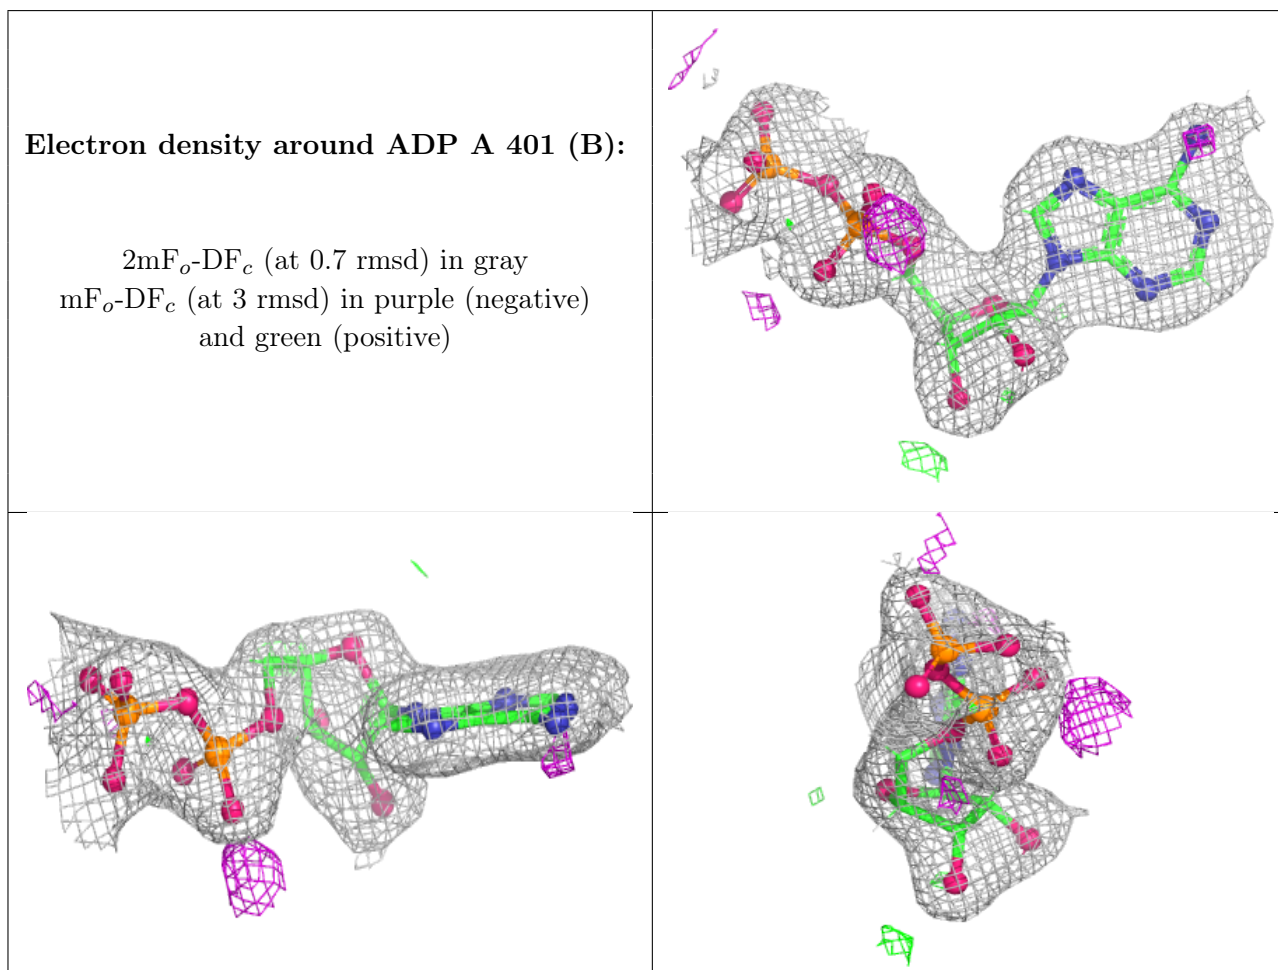 Electron density around ADP A 401 (B):
2mFo-DFc (at 0.7 rmsd) in gray
mFo-DFc (at 3 rmsd) in purple (negative)
and green (positive)